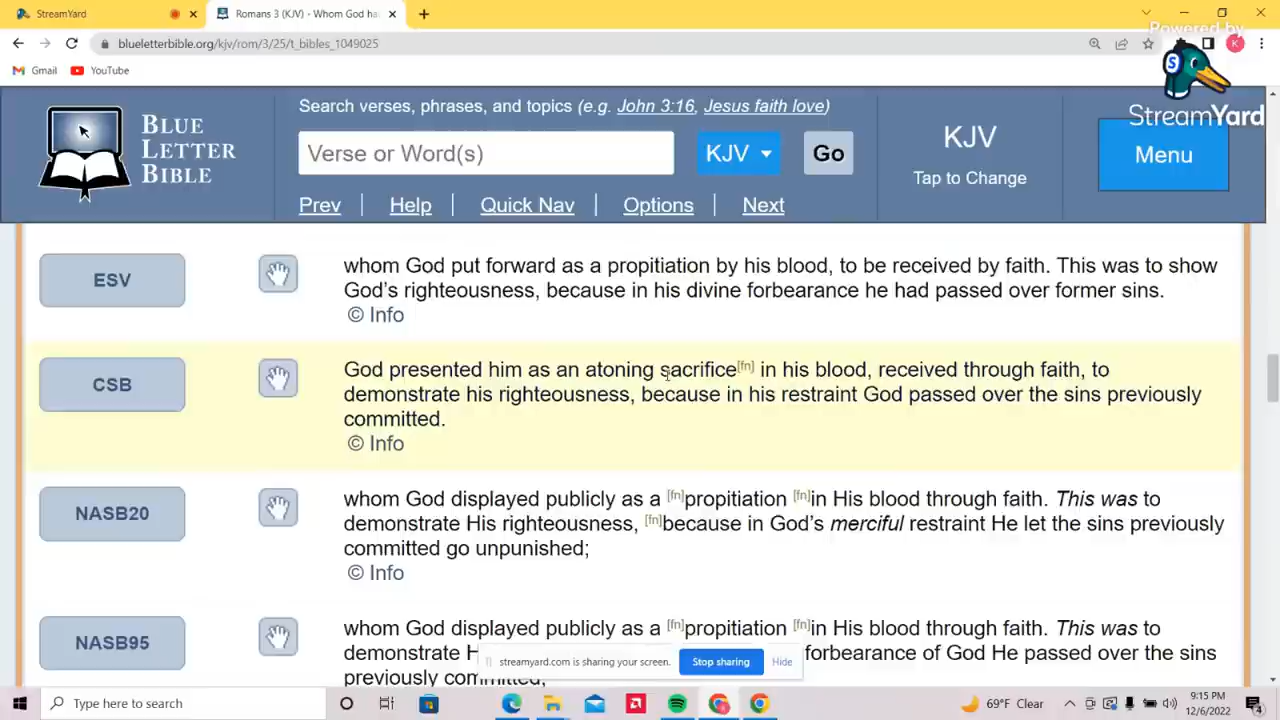 StreamYard
Romans 3 (KJV) - Whom God ha
blueletterbible.org/kjv/rom/3/25/t_bibles_1049025
K
Powered by
StreamYard
Gmail
YouTube
BLUE
LETTER
BIBLE
Search verses, phrases, and topics (e.g. John 3:16, Jesus faith love)
Verse or Word(s)
KJV
Go
Prev
Help
Quick Nav
Options
Next
KJV
Tap to Change
Menu
ESV
whom God put forward as a propitiation by his blood, to be received by faith. This was to show
God's righteousness, because in his divine forbearance he had passed over former sins.
© Info
CSB
God presented him as an atoning sacrifice[fn] in his blood, received through faith, to
demonstrate his righteousness, because in his restraint God passed over the sins previously
committed.
© Info
NASB20
whom God displayed publicly as a [fn]propitiation [fn]in His blood through faith. This was to
demonstrate His righteousness, [fn]because in God's merciful restraint He let the sins previously
committed go unpunished;
© Info
NASB95
whom God displayed publicly as a [fn]propitiation [fn]in His blood through faith. This was to
demonstrate H
forbearance of God He passed over the sins
previously committed;
streamyard.com is sharing your screen.
Stop sharing
Hide
Type here to search
69°F Clear
9:15 PM
12/6/2022
4